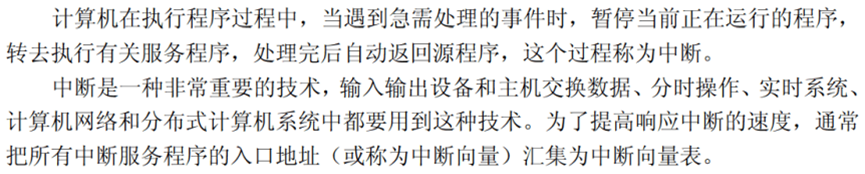 计算机在执行程序过程中，当遇到急需处理的事件时，暂停当前正在运行的程序，
转去执行有关服务程序，处理完后自动返回源程序，这个过程称为中断。
中断是一种非常重要的技术，输入输出设备和主机交换数据、分时操作、实时系统、
计算机网络和分布式计算机系统中都要用到这种技术。为了提高响应中断的速度，通常
把所有中断服务程序的入口地址（或称为中断向量）汇集为中断向量表。